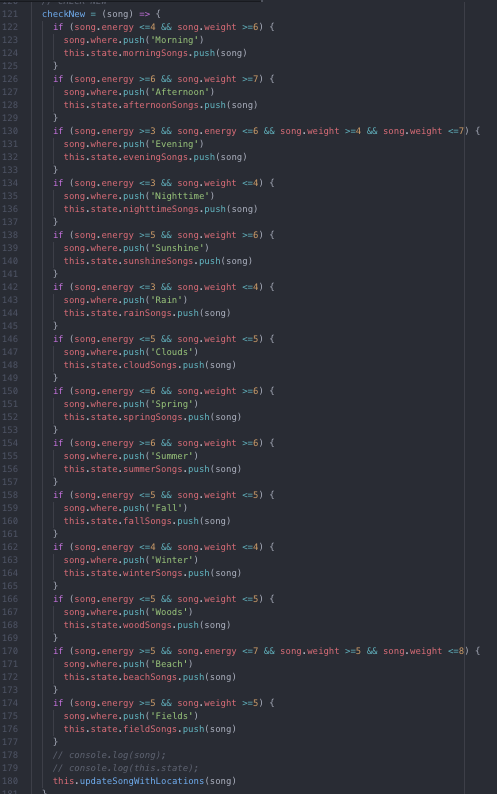 121 checkNew = (song) => {
122 if (song.energy <=4 && song.weight >=6) {
123 song.where.push('Morning')
124 this.state.morningSongs.push(song)
125 }
126 if (song.energy >=6 && song.weight >=7) {
127 song.where.push('Afternoon')
128 this.state.afternoonSongs.push(song)
129 }
130 if (song.energy >=3 && song.energy <=6 && song.weight >=4 && song.weight <=7) {
131 song.where.push('Evening')
132 this.state.eveningSongs.push(song)
133 }
134 if (song.energy <=3 && song.weight <=4) {
135 song.where.push('Nighttime')
136 this.state.nighttimeSongs.push(song)
137 }
138 if (song.energy >=5 && song.weight >=6) {
139 song.where.push('Sunshine')
140 this.state.sunshineSongs.push(song)
141 }
142 if (song.energy <=3 && song.weight <=4) {
143 song.where.push('Rain')
144 this.state.rainSongs.push(song)
145 }
146 if (song.energy <=5 && song.weight <=5) {
147 song.where.push('Clouds')
148 this.state.cloudSongs.push(song)
149 }
150 if (song.energy <=6 && song.weight >=6) {
151 song.where.push('Spring')
152 this.state.springSongs.push(song)
153 }
154 if (song.energy >=6 && song.weight >=6) {
155 song.where.push('Summer')
156 this.state.summerSongs.push(song)
157 }
158 if (song.energy <=5 && song.weight <=5) {
159 song.where.push('Fall')
160 this.state.fallSongs.push(song)
161 }
162 if (song.energy <=4 && song.weight <=4) {
163 song.where.push('Winter')
164 this.state.winterSongs.push(song)
165 }
166 if (song.energy <=5 && song.weight <=5) {
167 song.where.push('Woods')
168 this.state.woodSongs.push(song)
169 }
170 if (song.energy >=5 && song.energy <=7 && song.weight >=5 && song.weight <=8) {
171 song.where.push('Beach')
172 this.state.beachSongs.push(song)
173 }
174 if (song.energy >=5 && song.weight >=5) {
175 song.where.push('Fields')
176 this.state.fieldSongs.push(song)
177 }
178 // console.log(song);
179 // console.log(this.state);
180 this.updateSongWithLocations(song)